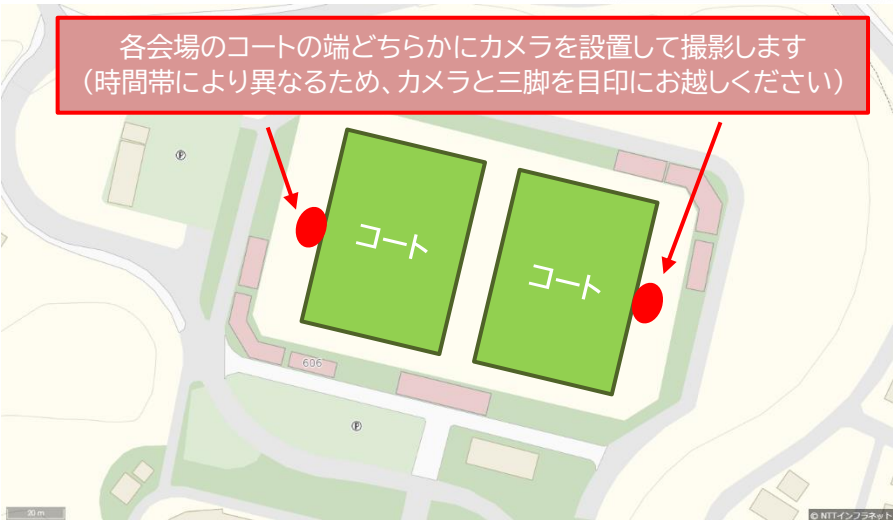 各会場のコートの端どちらかにカメラを設置して撮影します
（時間帯により異なるため、カメラと三脚を目印にお越しください）
Ⓟ
コート
コート
606
Ⓟ
20 m
© NTTインフラネット